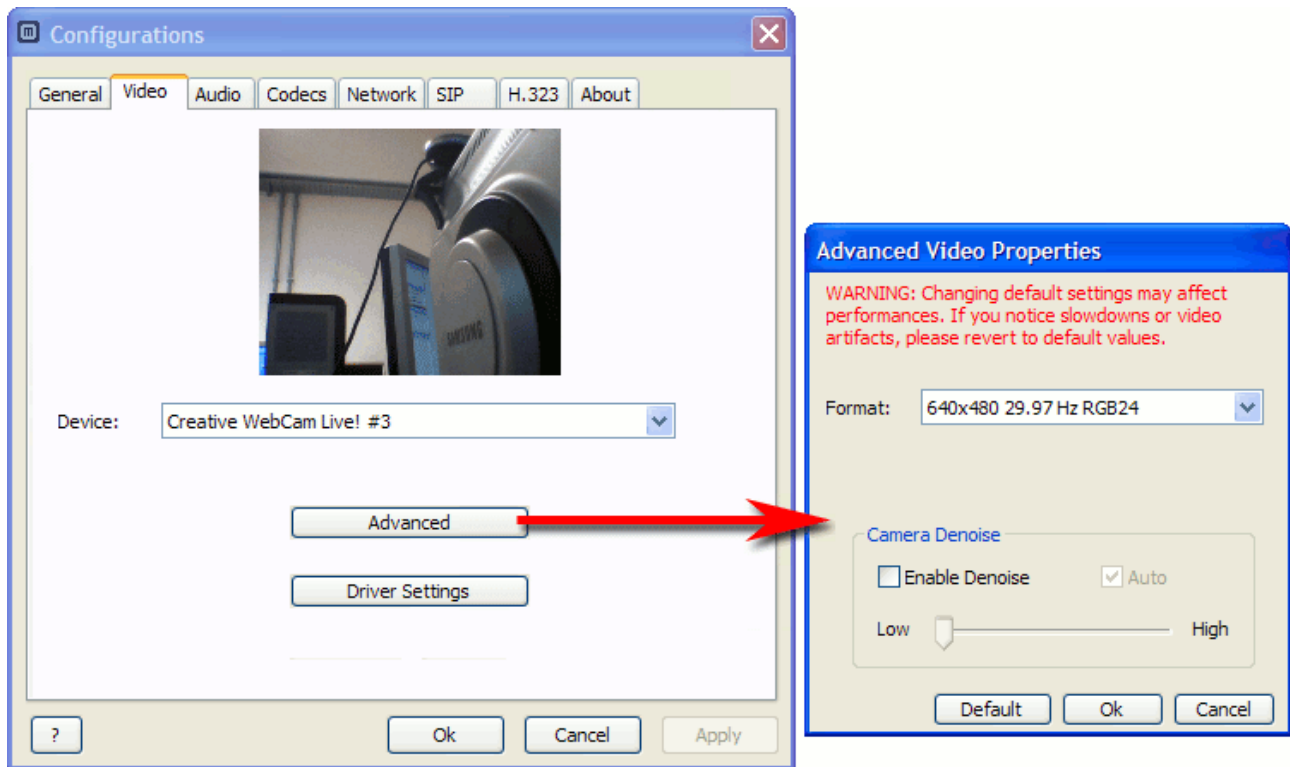 m Configurations
General Video Audio Codecs Network SIP H.323 About
SAMSUNG
Device: Creative WebCam Live! #3
Advanced
Driver Settings
? Ok Cancel Apply
Advanced Video Properties
WARNING: Changing default settings may affect
performances. If you notice slowdowns or video
artifacts, please revert to default values.
Format: 640x480 29.97 Hz RGB24
Camera Denoise
Enable Denoise Auto
Low High
Default Ok Cancel